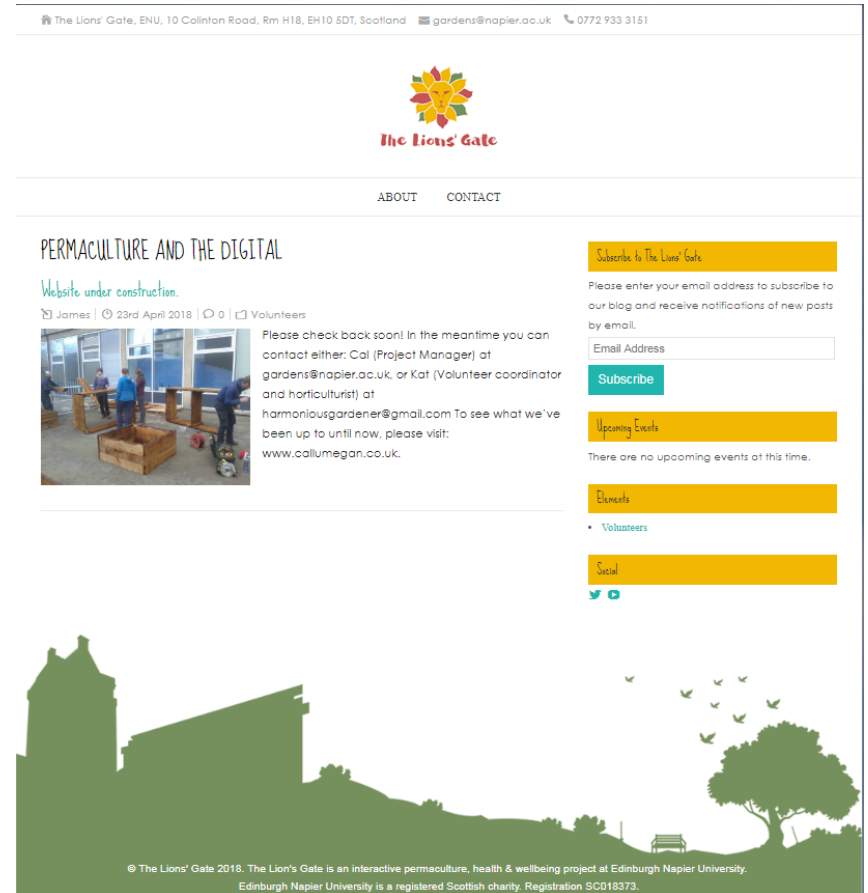 The Lions' Gate, ENU, 10 Colinton Road, Rm H18, EH10 5DT, Scotland gardens@napier.ac.uk 0772 933 3151
The Lions' Gate
ABOUT CONTACT
PERMACULTURE AND THE DIGITAL
Website under construction.
James 23rd April 2018 0 Volunteers
Please check back soon! In the meantime you can
contact either: Cal (Project Manager) at
gardens@napier.ac.uk, or Kat (Volunteer coordinator
and horticulturist) at
harmoniousgardener@gmail.com To see what we've
been up to until now, please visit:
www.callumegan.co.uk.
Subscribe to The Lions' Gate
Please enter your email address to subscribe to
our blog and receive notifications of new posts
by email.
Email Address
Subscribe
Upcoming Events
There are no upcoming events at this time.
Elements
Volunteers
Social
© The Lions' Gate 2018. The Lion's Gate is an interactive permaculture, health & wellbeing project at Edinburgh Napier University.
Edinburgh Napier University is a registered Scottish charity. Registration SC018373.